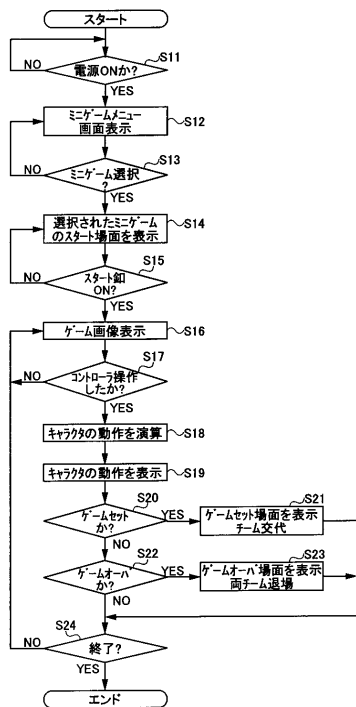 スタート
S11
電源ONか?
NO
YES
ミニゲームメニュー
画面表示
S12
S13
ミニゲーム選択
?
NO
YES
選択されたミニゲーム
のスタート場面を表示
S14
S15
スタート釦
ON?
NO
YES
ゲーム画像表示
S16
S17
コントローラ操作
したか?
NO
YES
キャラクタの動作を演算
S18
キャラクタの動作を表示
S19
S20
ゲームセット
か?
YES
NO
S21
ゲームセット場面を表示
チーム交代
S22
ゲームオーバ
か?
YES
NO
S23
ゲームオーバ場面を表示
両チーム退場
S24
終了?
NO
YES
エンド